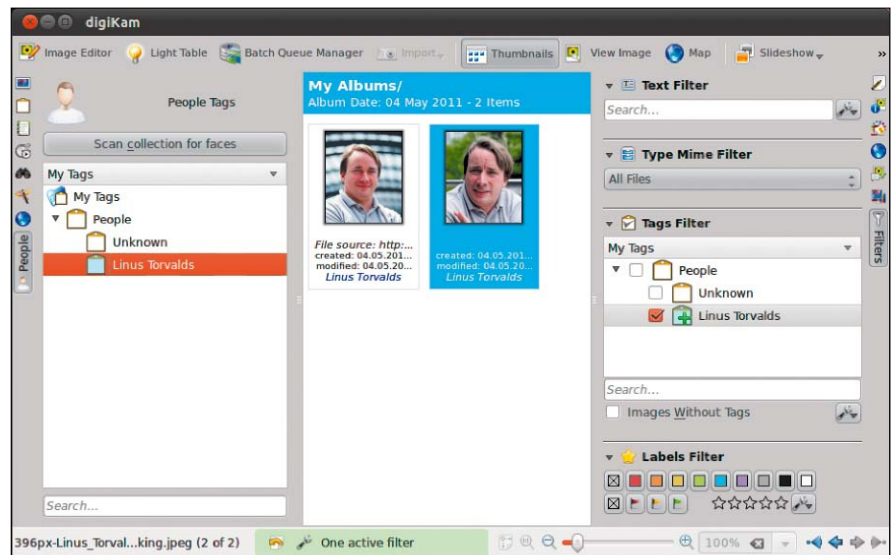 digiKam
Image Editor Light Table Batch Queue Manager Import... Thumbnails View Image Map Slideshow »
People Tags
Scan collection for faces
My Tags
My Tags
People
Unknown
Linus Torvalds
Search...
People
My Albums/
Album Date: 04 May 2011 - 2 Items
File source: http:...
created: 04.05.201...
modified: 04.05.20...
Linus Torvalds
created: 04.05.201...
modified: 04.05.20...
Linus Torvalds
Text Filter
Search...
Type Mime Filter
All Files
Tags Filter
My Tags
People
Unknown
Linus Torvalds
Search...
Images Without Tags
Labels Filter
Filters
396px-Linus_Torval...king.jpeg (2 of 2) One active filter 100%